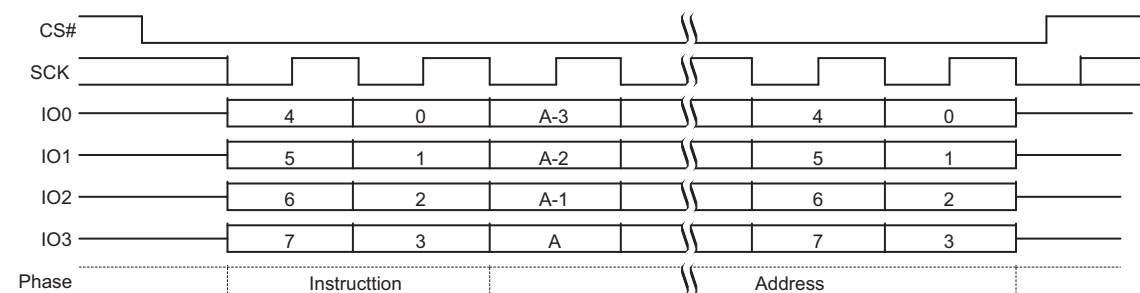 CS#
SCK
IO0 4 0 A-3 4 0
IO1 5 1 A-2 5 1
IO2 6 2 A-1 6 2
IO3 7 3 A 7 3
Phase Instructtion Address